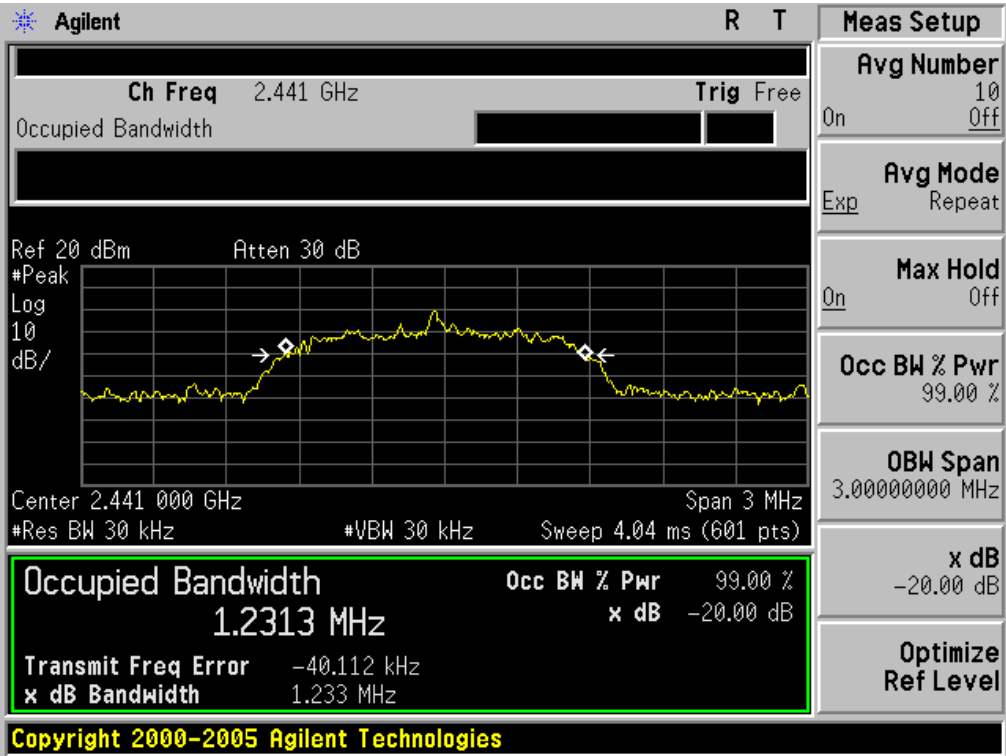 Agilent R T
Ch Freq 2.441 GHz Trig Free
Occupied Bandwidth
Ref 20 dBm Atten 30 dB
#Peak
Log
10
dB/
Center 2.441 000 GHz Span 3 MHz
#Res BW 30 kHz #VBW 30 kHz Sweep 4.04 ms (601 pts)
Occupied Bandwidth Occ BW % Pwr 99.00 %
1.2313 MHz x dB -20.00 dB
Transmit Freq Error -40.112 kHz
x dB Bandwidth 1.233 MHz
Copyright 2000-2005 Agilent Technologies
Meas Setup
Avg Number
10
On Off
Avg Mode
Exp Repeat
Max Hold
On Off
Occ BW % Pwr
99.00 %
OBW Span
3.00000000 MHz
x dB
-20.00 dB
Optimize
Ref Level